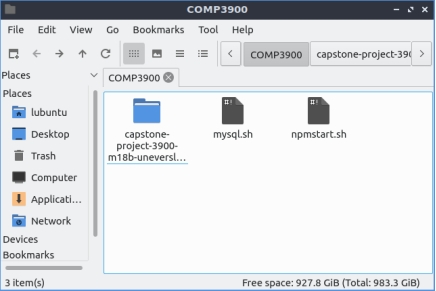 COMP3900
File Edit View Go Bookmarks Tool Help
COMP3900 capstone-project-390
Places COMP3900
Places
lubuntu
Desktop
Trash
Computer
Applicati...
Network
Devices
Bookmarks
capstone-
project-3900-
m18b-uneversl...
mysql.sh
npmstart.sh
3 item(s) Free space: 927.8 GiB (Total: 983.3 GiB)